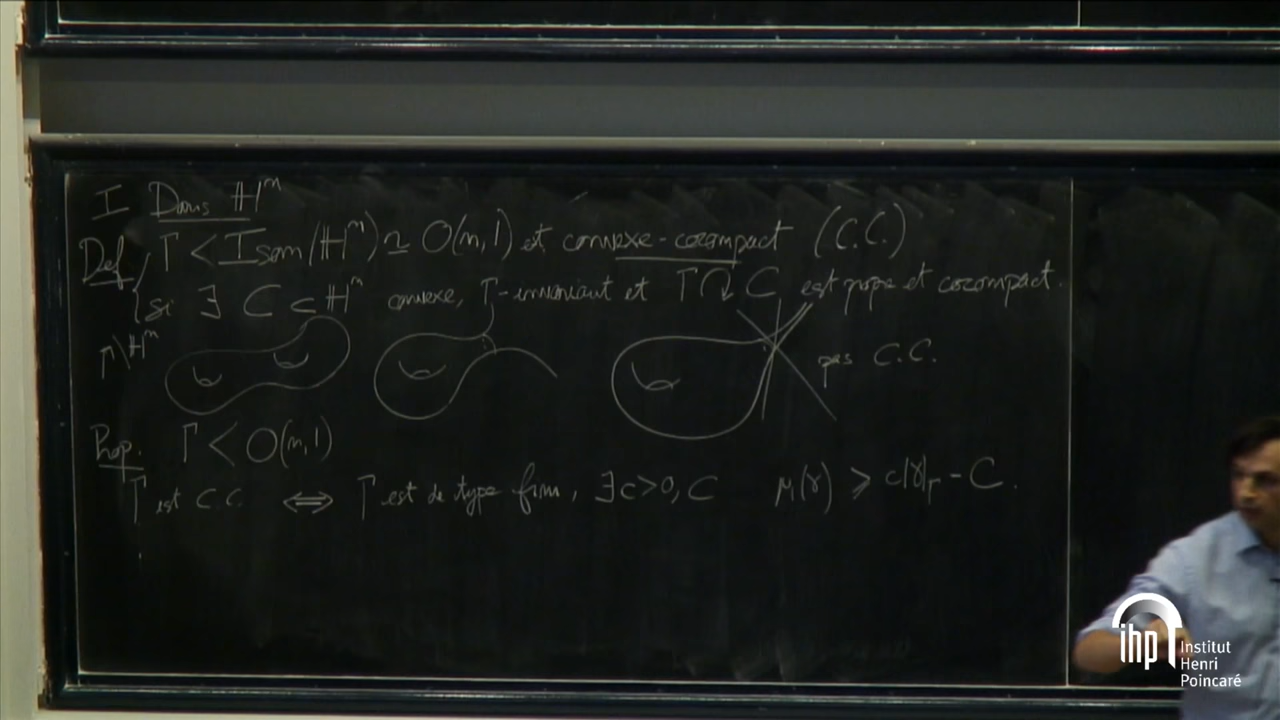 I Dans ℍⁿ
Def Γ < Isom(ℍⁿ) ≃ O(n,1) est convexe-cocompact (C.C.)
si ∃ C ⊂ ℍⁿ convexe, Γ-invariant et Γ ↷ C est propre et cocompact.
Γ\ℍⁿ
pas C.C.
Prop. Γ < O(n,1)
Γ est C.C. ⇔ Γ est de type fini, ∃c>0, C μ(γ) ⩾ c|γ|_Γ - C.
ihp Institut
Henri
Poincaré